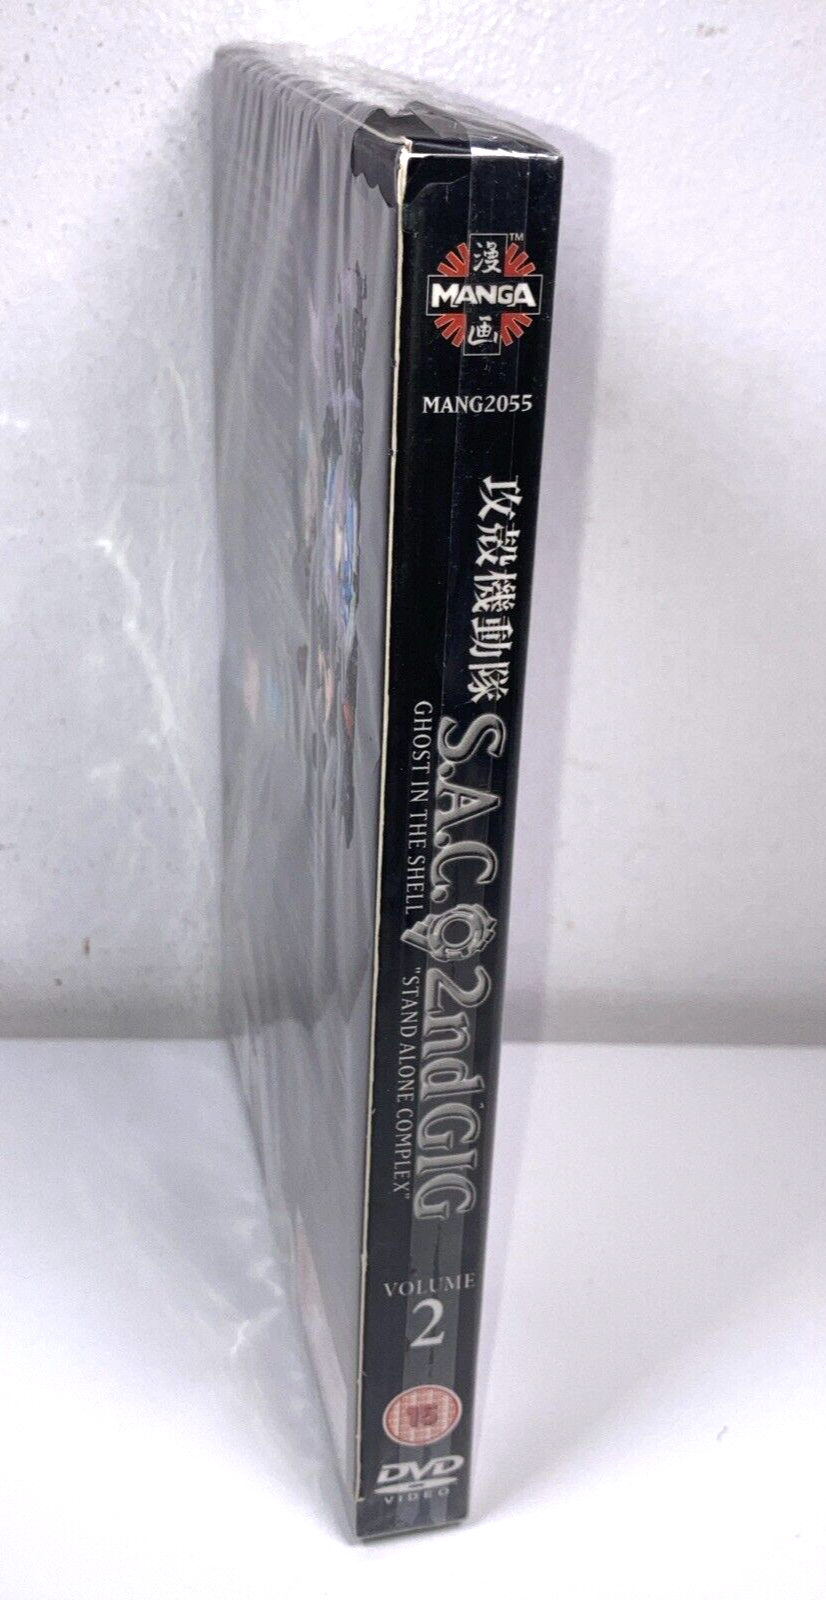 漫
TM
MANGA
画
MANG2055
攻殻機動隊
S.A.C. 2nd GIG
GHOST IN THE SHELL
"STAND ALONE COMPLEX"
VOLUME
2
15
DVD
VIDEO